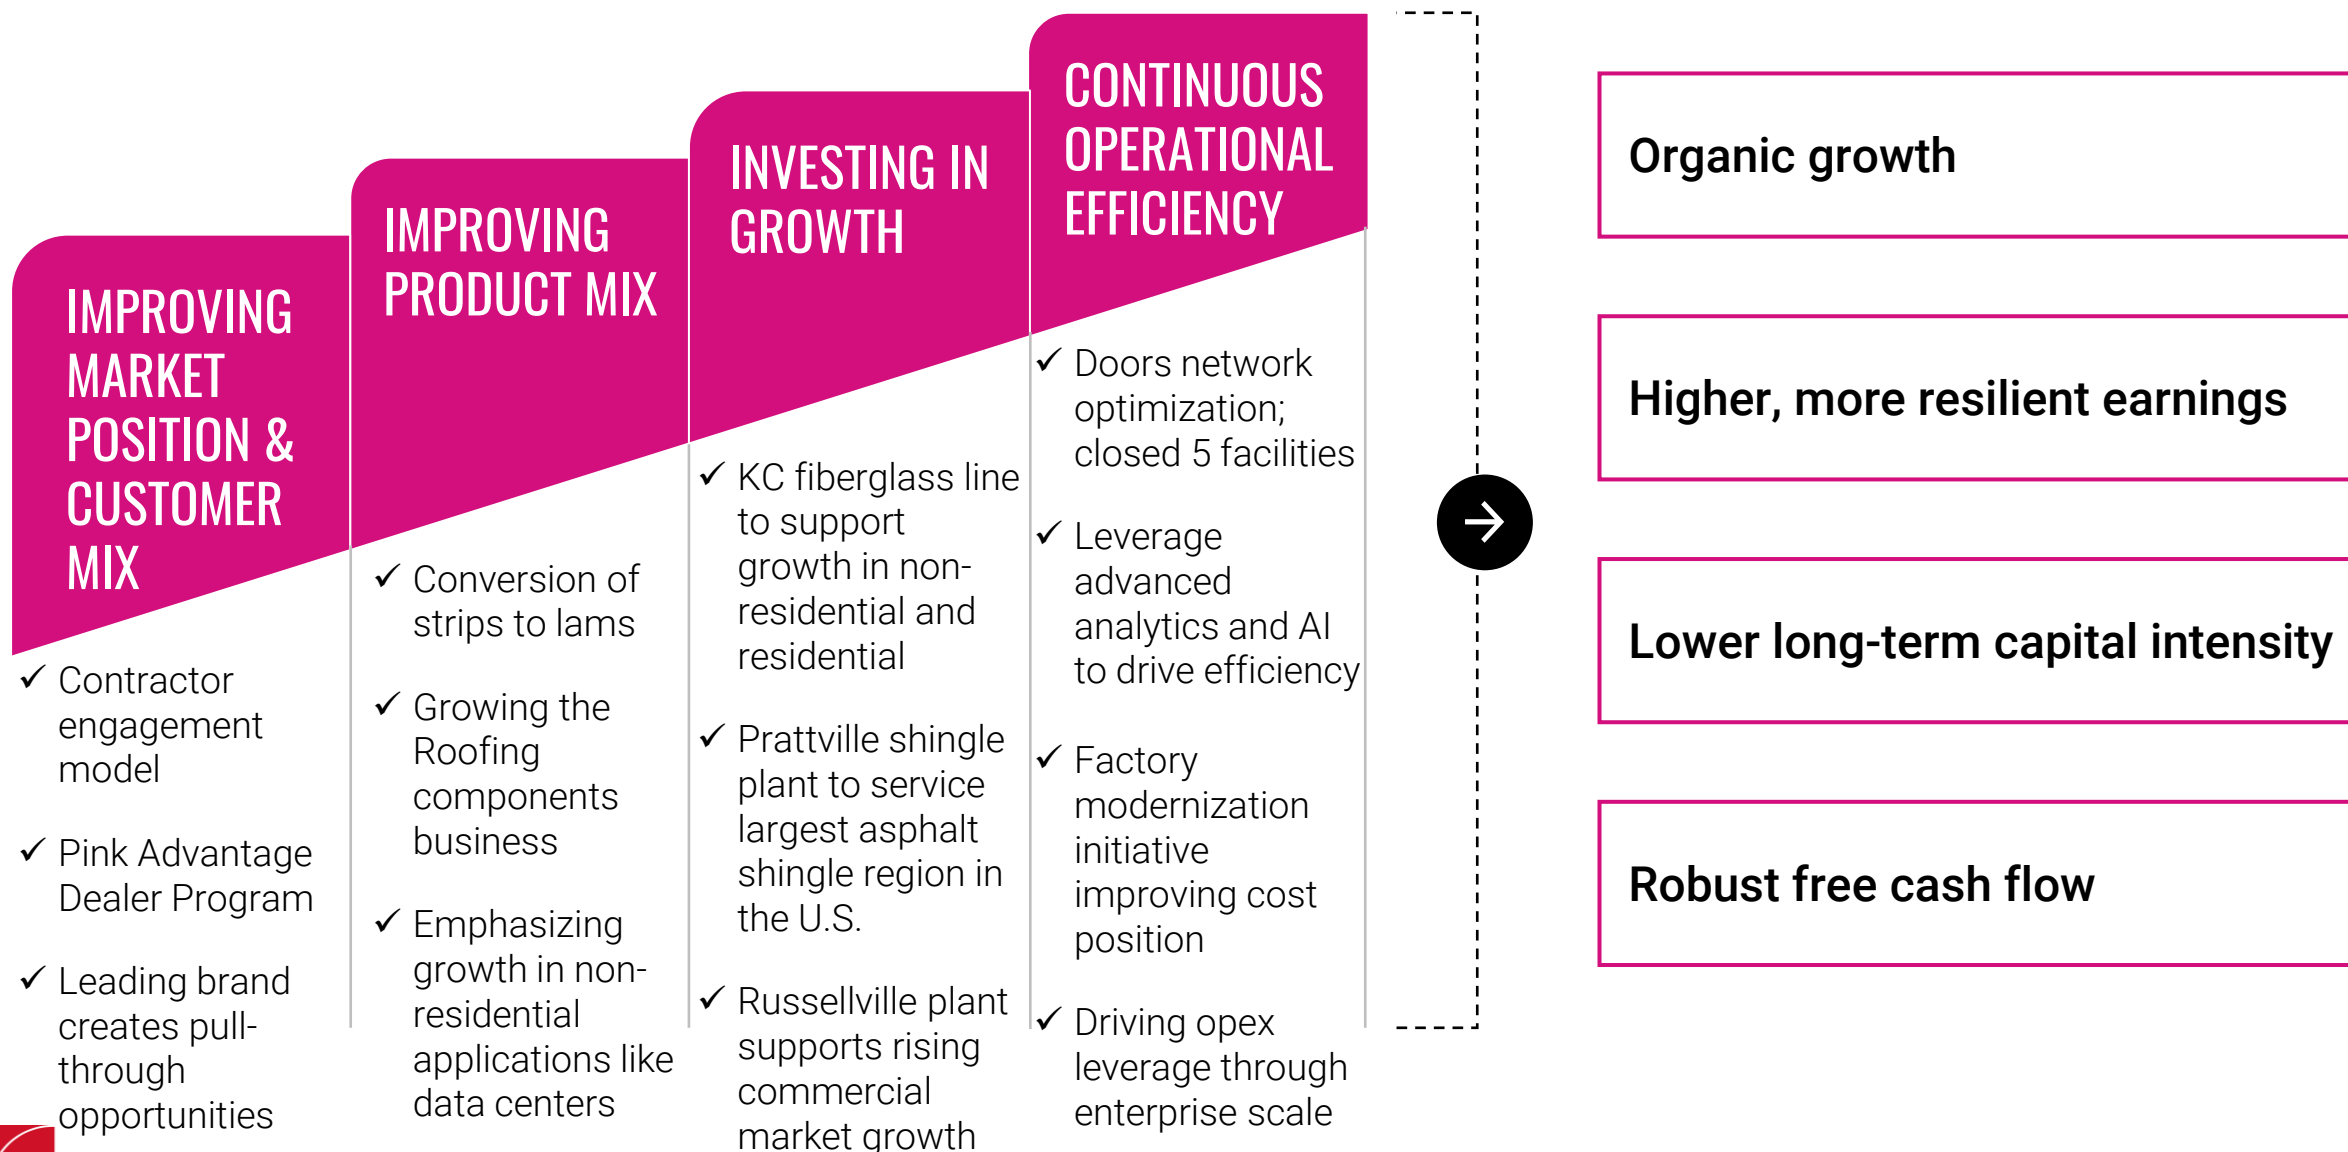 IMPROVING
MARKET
POSITION &
CUSTOMER
MIX
✓ Contractor
engagement
model
✓ Pink Advantage
Dealer Program
✓ Leading brand
creates pull-
through
opportunities
IMPROVING
PRODUCT MIX
✓ Conversion of
strips to lams
✓ Growing the
Roofing
components
business
✓ Emphasizing
growth in non-
residential
applications like
data centers
INVESTING IN
GROWTH
✓ KC fiberglass line
to support
growth in non-
residential and
residential
✓ Prattville shingle
plant to service
largest asphalt
shingle region in
the U.S.
✓ Russellville plant
supports rising
commercial
market growth
CONTINUOUS
OPERATIONAL
EFFICIENCY
✓ Doors network
optimization;
closed 5 facilities
✓ Leverage
advanced
analytics and AI
to drive efficiency
✓ Factory
modernization
initiative
improving cost
position
✓ Driving opex
leverage through
enterprise scale
Organic growth
Higher, more resilient earnings
Lower long-term capital intensity
Robust free cash flow